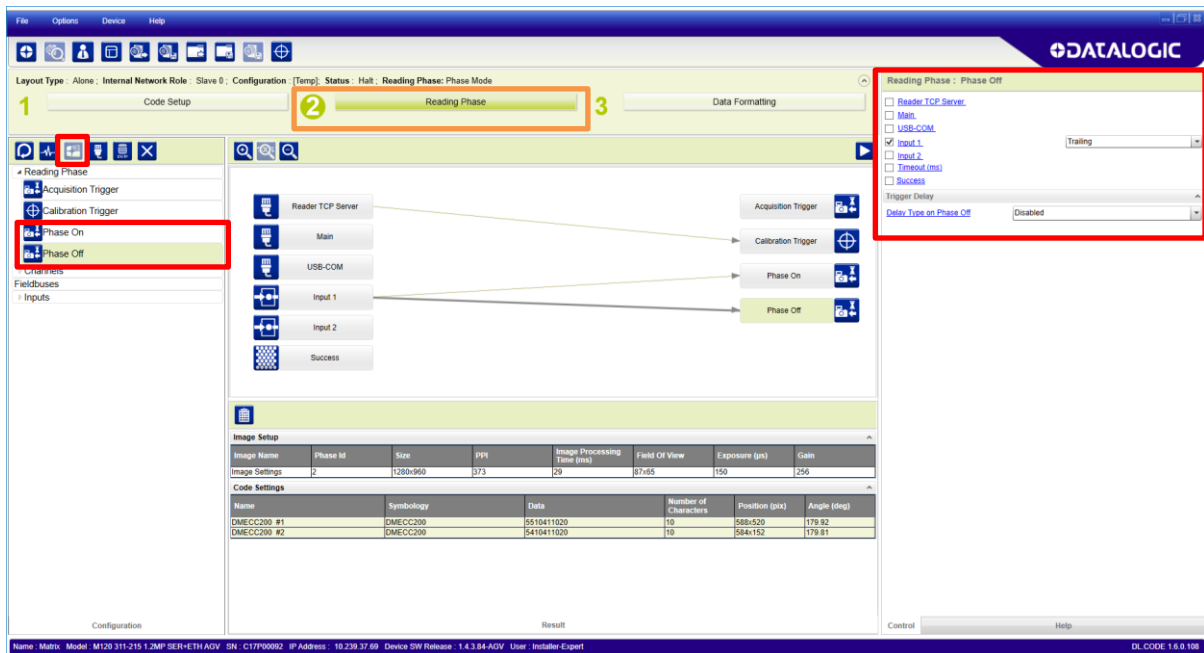 File Options Device Help
DATALOGIC
Layout Type : Alone ; Internal Network Role : Slave 0 ; Configuration : [Temp]; Status : Halt ; Reading Phase: Phase Mode
1 Code Setup
2 Reading Phase
3 Data Formatting
Reading Phase
Acquisition Trigger
Calibration Trigger
Phase On
Phase Off
Channels
Fieldbuses
Inputs
Configuration
Reader TCP Server
Main
USB-COM
Input 1
Input 2
Success
Acquisition Trigger
Calibration Trigger
Phase On
Phase Off
Image Setup
Image Name Phase Id Size PPI Image Processing Time (ms) Field Of View Exposure (µs) Gain
Image Settings 2 1280x960 373 29 87x65 150 256
Code Settings
Name Symbology Data Number of Characters Position (pix) Angle (deg)
DMECC200 #1 DMECC200 5510411020 10 588x520 179.92
DMECC200 #2 DMECC200 5410411020 10 584x152 179.81
Result
Reading Phase : Phase Off
Reader TCP Server
Main
USB-COM
Input 1 Trailing
Input 2
Timeout (ms)
Success
Trigger Delay
Delay Type on Phase Off Disabled
Control Help
Name : Matrix Model : M120 311-215 1.2MP SER+ETH AGV SN : C17P00092 IP Address : 10.239.37.69 Device SW Release : 1.4.3.84-AGV User : Installer-Expert
DL.CODE 1.6.0.108